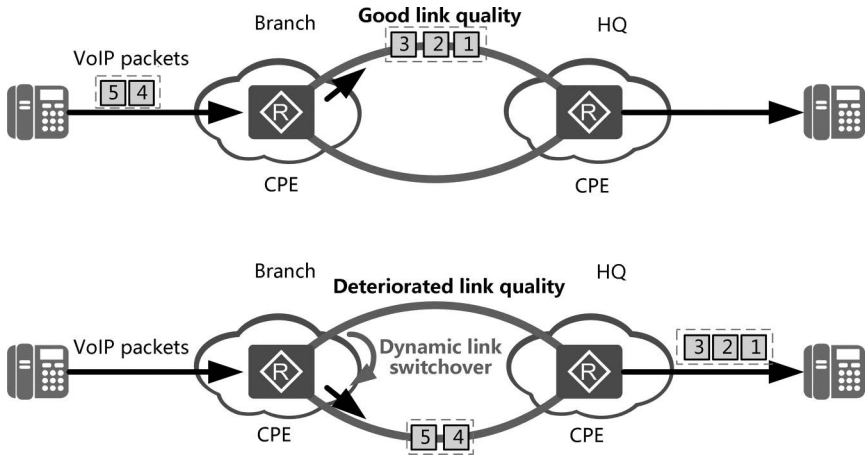 Branch
Good link quality
HQ
VoIP packets
3 2 1
5 4
R
R
CPE
CPE
Branch
Deteriorated link quality
HQ
VoIP packets
Dynamic link
switchover
3 2 1
R
R
CPE
5 4
CPE